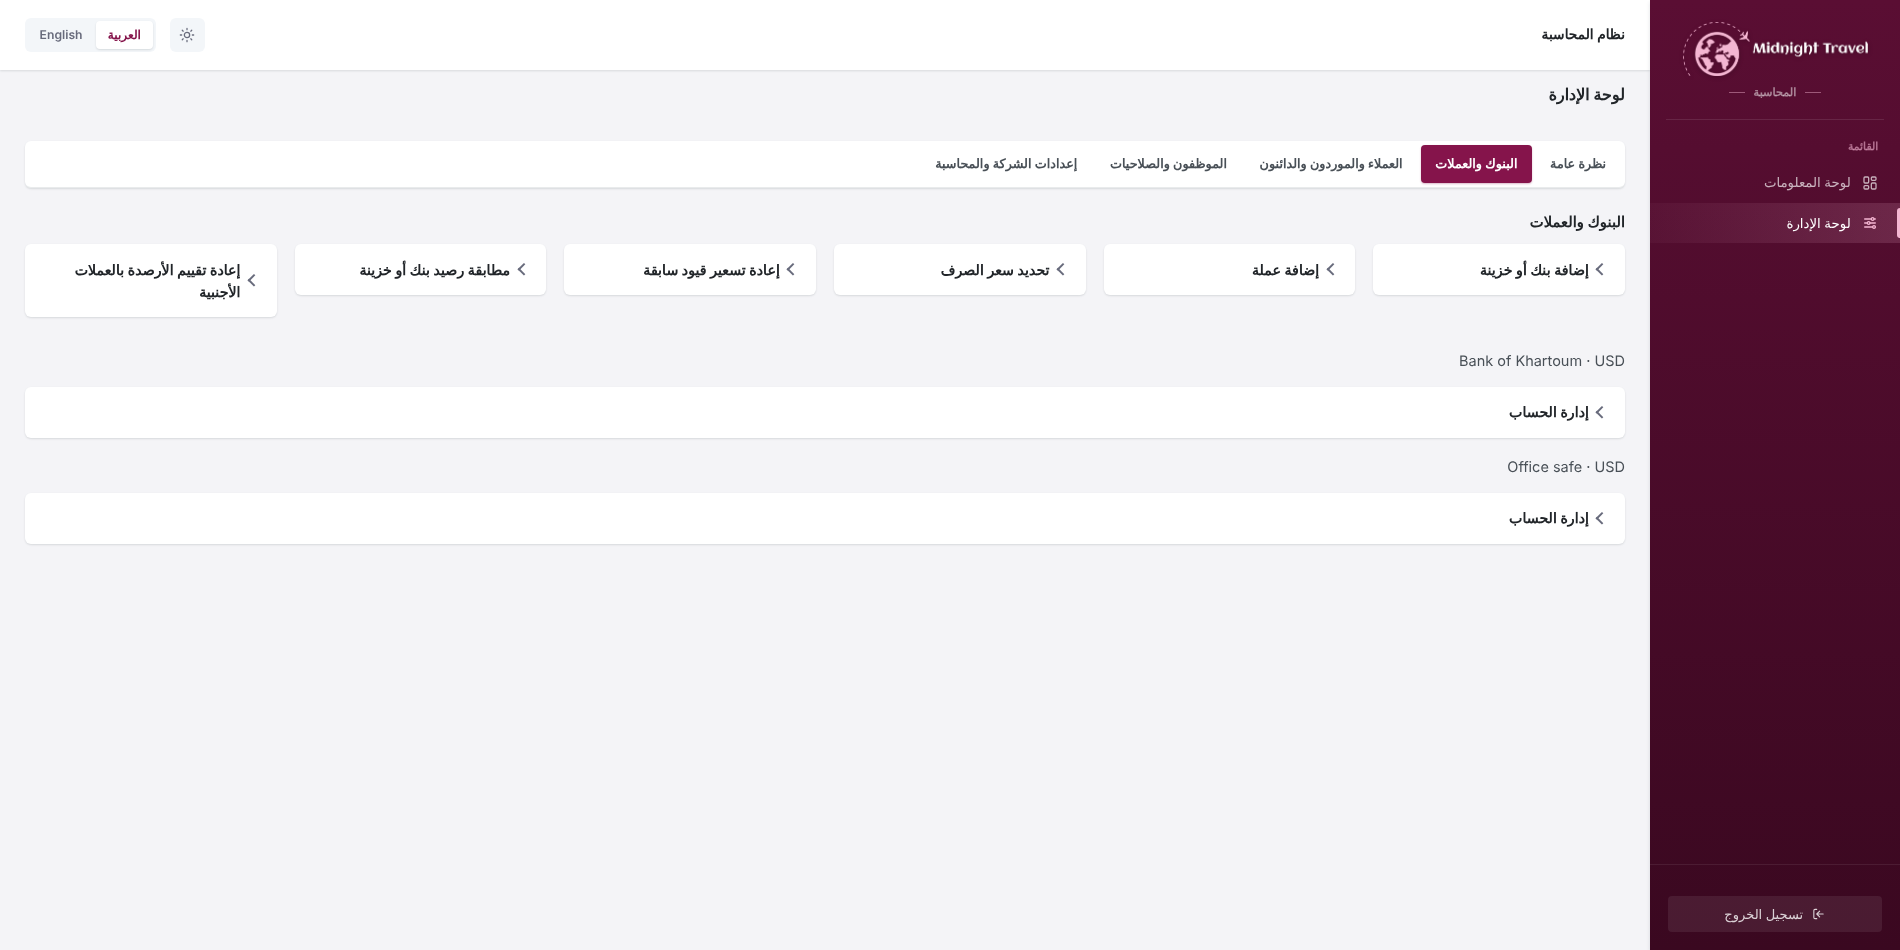 Midnight Travel
المحاسبة
القائمة
لوحة المعلومات
لوحة الإدارة
تسجيل الخروج
نظام المحاسبة
العربية
English
لوحة الإدارة
نظرة عامة
البنوك والعملات
العملاء والموردون والدائنون
الموظفون والصلاحيات
إعدادات الشركة والمحاسبة
البنوك والعملات
إضافة بنك أو خزينة
إضافة عملة
تحديد سعر الصرف
إعادة تسعير قيود سابقة
مطابقة رصيد بنك أو خزينة
إعادة تقييم الأرصدة بالعملات
الأجنبية
Bank of Khartoum · USD
إدارة الحساب
Office safe · USD
إدارة الحساب